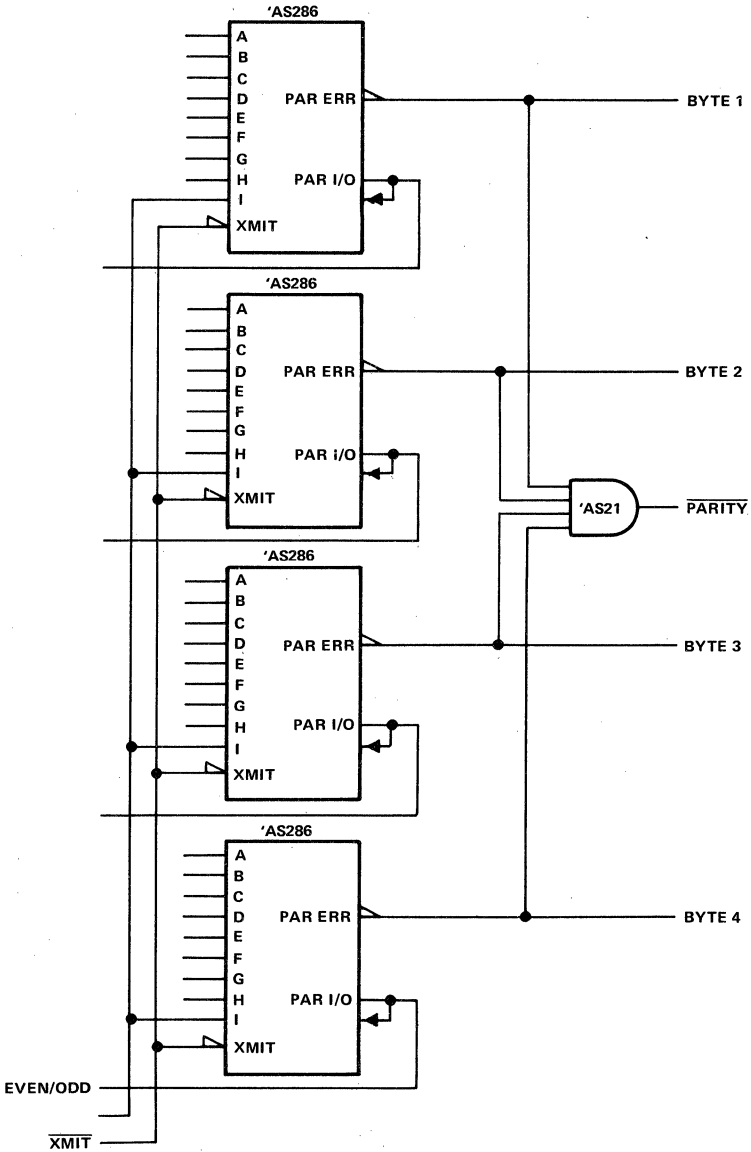 'AS286
A
B
C
D PAR ERR BYTE 1
E
F
G
H PAR I/O
I
XMIT
'AS286
A
B
C
D PAR ERR BYTE 2
E
F
G
H PAR I/O
I
XMIT
'AS21 PARITY
'AS286
A
B
C
D PAR ERR BYTE 3
E
F
G
H PAR I/O
I
XMIT
'AS286
A
B
C
D PAR ERR BYTE 4
E
F
G
H PAR I/O
I
XMIT
EVEN/ODD
XMIT